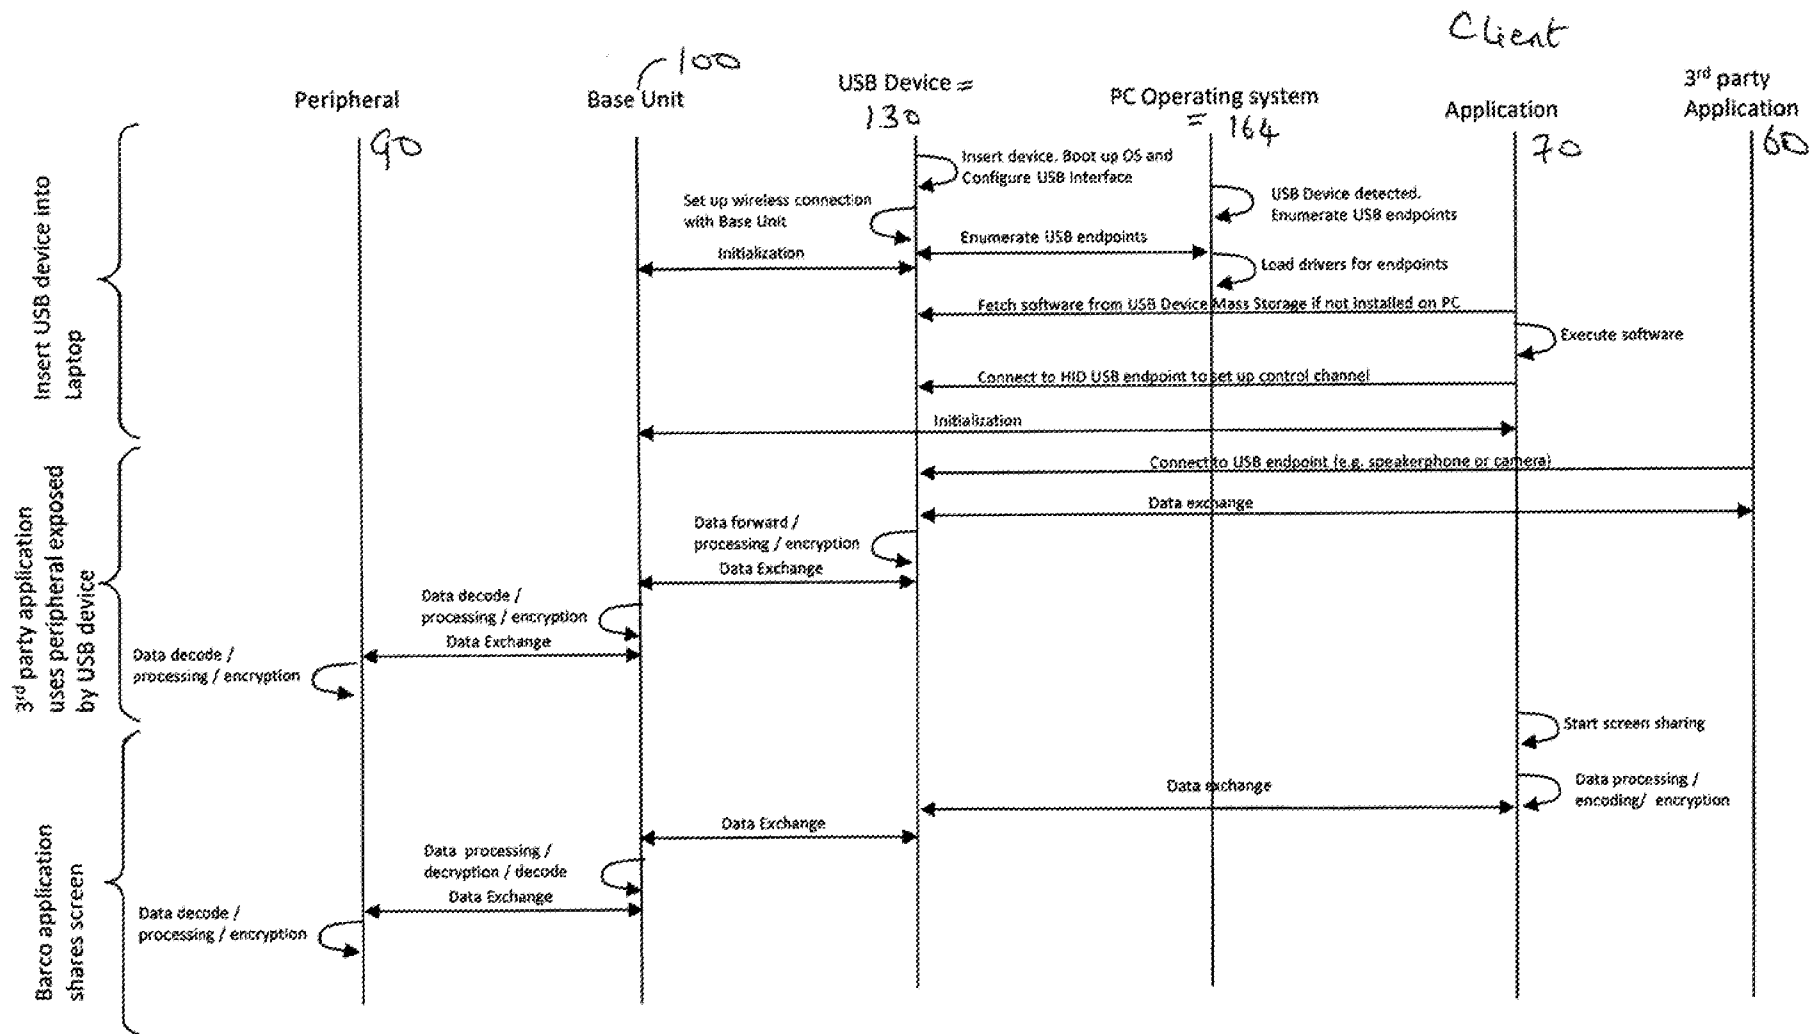 Client
100
Peripheral
Base Unit
USB Device =
130
PC Operating system
= 164
Application
3rd party
Application
90
70
60
Insert USB device into
Laptop
Insert device. Boot up OS and
Configure USB Interface
USB Device detected.
Enumerate USB endpoints
Set up wireless connection
with Base Unit
Enumerate USB endpoints
Initialization
Load drivers for endpoints
Fetch software from USB Device Mass Storage if not installed on PC
Execute software
Connect to HID USB endpoint to set up control channel
Initialization
3rd party application
uses peripheral exposed
by USB device
Connect to USB endpoint (e.g. speakerphone or camera)
Data exchange
Data forward /
processing / encryption
Data Exchange
Data decode /
processing / encryption
Data Exchange
Data decode /
processing / encryption
Barco application
shares screen
Start screen sharing
Data processing /
encoding/ encryption
Data exchange
Data Exchange
Data processing /
decryption / decode
Data Exchange
Data decode /
processing / encryption